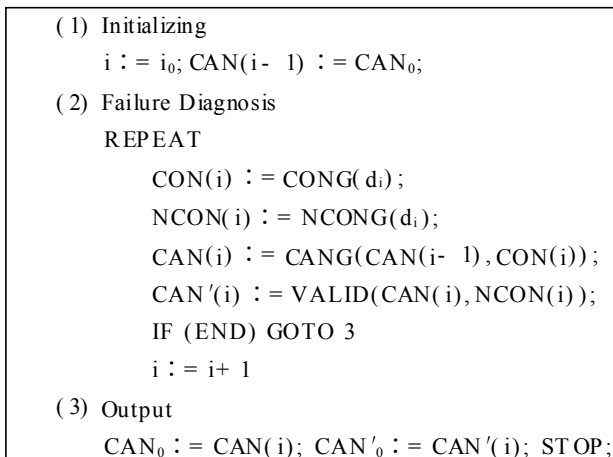 (1) Initializing
i := i₀; CAN(i- 1) := CAN₀;
(2) Failure Diagnosis
REPEAT
CON(i) := CONG(dᵢ);
NCON(i) := NCONG(dᵢ);
CAN(i) := CANG(CAN(i- 1),CON(i));
CAN′(i) := VALID(CAN(i),NCON(i));
IF (END) GOTO 3
i := i+ 1
(3) Output
CAN₀ := CAN(i); CAN′₀ := CAN′(i); STOP;